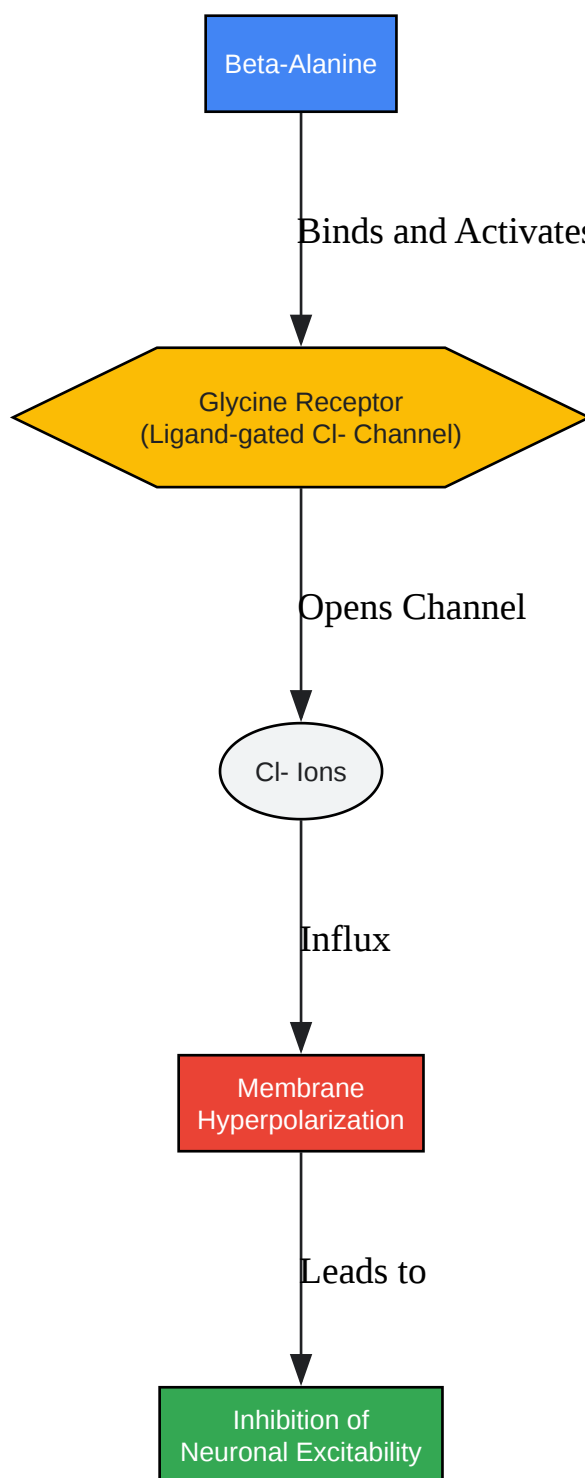 Beta-Alanine
Binds and Activates
Glycine Receptor
(Ligand-gated Cl- Channel)
Opens Channel
Cl- Ions
Influx
Membrane
Hyperpolarization
Leads to
Inhibition of
Neuronal Excitability